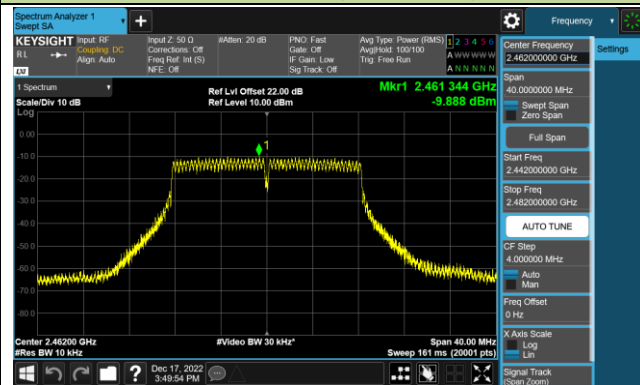 Spectrum Analyzer 1
Swept SA
+
Frequency
KEYSIGHT
Input: RF
Input Z: 50 Ω
#Atten: 20 dB
PNO: Fast
Avg Type: Power (RMS)
1 2 3 4 5 6
RL
Coupling: DC
Corrections: Off
Gate: Off
Avg|Hold: 100/100
A W W W W W
Align: Auto
Freq Ref: Int (S)
IF Gain: Low
Trig: Free Run
LXI
NFE: Off
Sig Track: Off
A N N N N N
1 Spectrum
Ref Lvl Offset 22.00 dB
Mkr1 2.461 344 GHz
Scale/Div 10 dB
Ref Level 10.00 dBm
-9.888 dBm
Log
0.00
-10.0
-20.0
-30.0
-40.0
-50.0
-60.0
-70.0
-80.0
1
Center 2.46200 GHz
#Video BW 30 kHz*
Span 40.00 MHz
#Res BW 10 kHz
Sweep 161 ms (20001 pts)
Center Frequency
2.462000000 GHz
Settings
Span
40.0000000 MHz
Swept Span
Zero Span
Full Span
Start Freq
2.442000000 GHz
Stop Freq
2.482000000 GHz
AUTO TUNE
CF Step
4.000000 MHz
Auto
Man
Freq Offset
0 Hz
X Axis Scale
Log
Lin
Signal Track
(Span Zoom)
?
Dec 17, 2022
3:49:54 PM